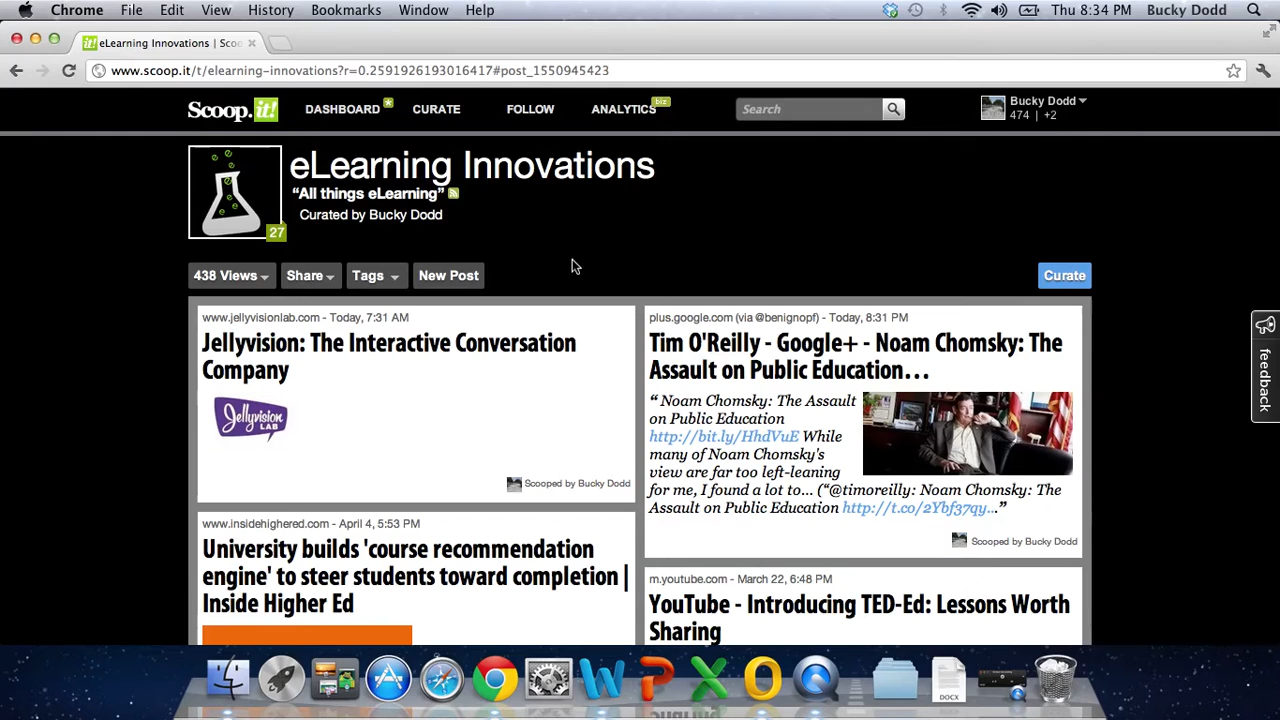 Chrome File Edit View History Bookmarks Window Help Thu 8:34 PM Bucky Dodd
it! eLearning Innovations | Scoo
www.scoop.it/t/elearning-innovations?r=0.2591926193016417#post_1550945423
Scoop.it! DASHBOARD CURATE FOLLOW ANALYTICS biz Search Bucky Dodd
474 | +2
eLearning Innovations
“All things eLearning”
Curated by Bucky Dodd
27
438 Views Share Tags New Post Curate
feedback
www.jellyvisionlab.com - Today, 7:31 AM
Jellyvision: The Interactive Conversation
Company
Jellyvision
LAB
Scooped by Bucky Dodd
www.insidehighered.com - April 4, 5:53 PM
University builds 'course recommendation
engine' to steer students toward completion |
Inside Higher Ed
plus.google.com (via @benignopf) - Today, 8:31 PM
Tim O'Reilly - Google+ - Noam Chomsky: The
Assault on Public Education…
“ Noam Chomsky: The Assault
on Public Education
http://bit.ly/HhdVuE While
many of Noam Chomsky's
view are far too left-leaning
for me, I found a lot to... (“@timoreilly: Noam Chomsky: The
Assault on Public Education http://t.co/2Ybf37qy...”
Scooped by Bucky Dodd
m.youtube.com - March 22, 6:48 PM
YouTube - Introducing TED-Ed: Lessons Worth
Sharing
DOCX